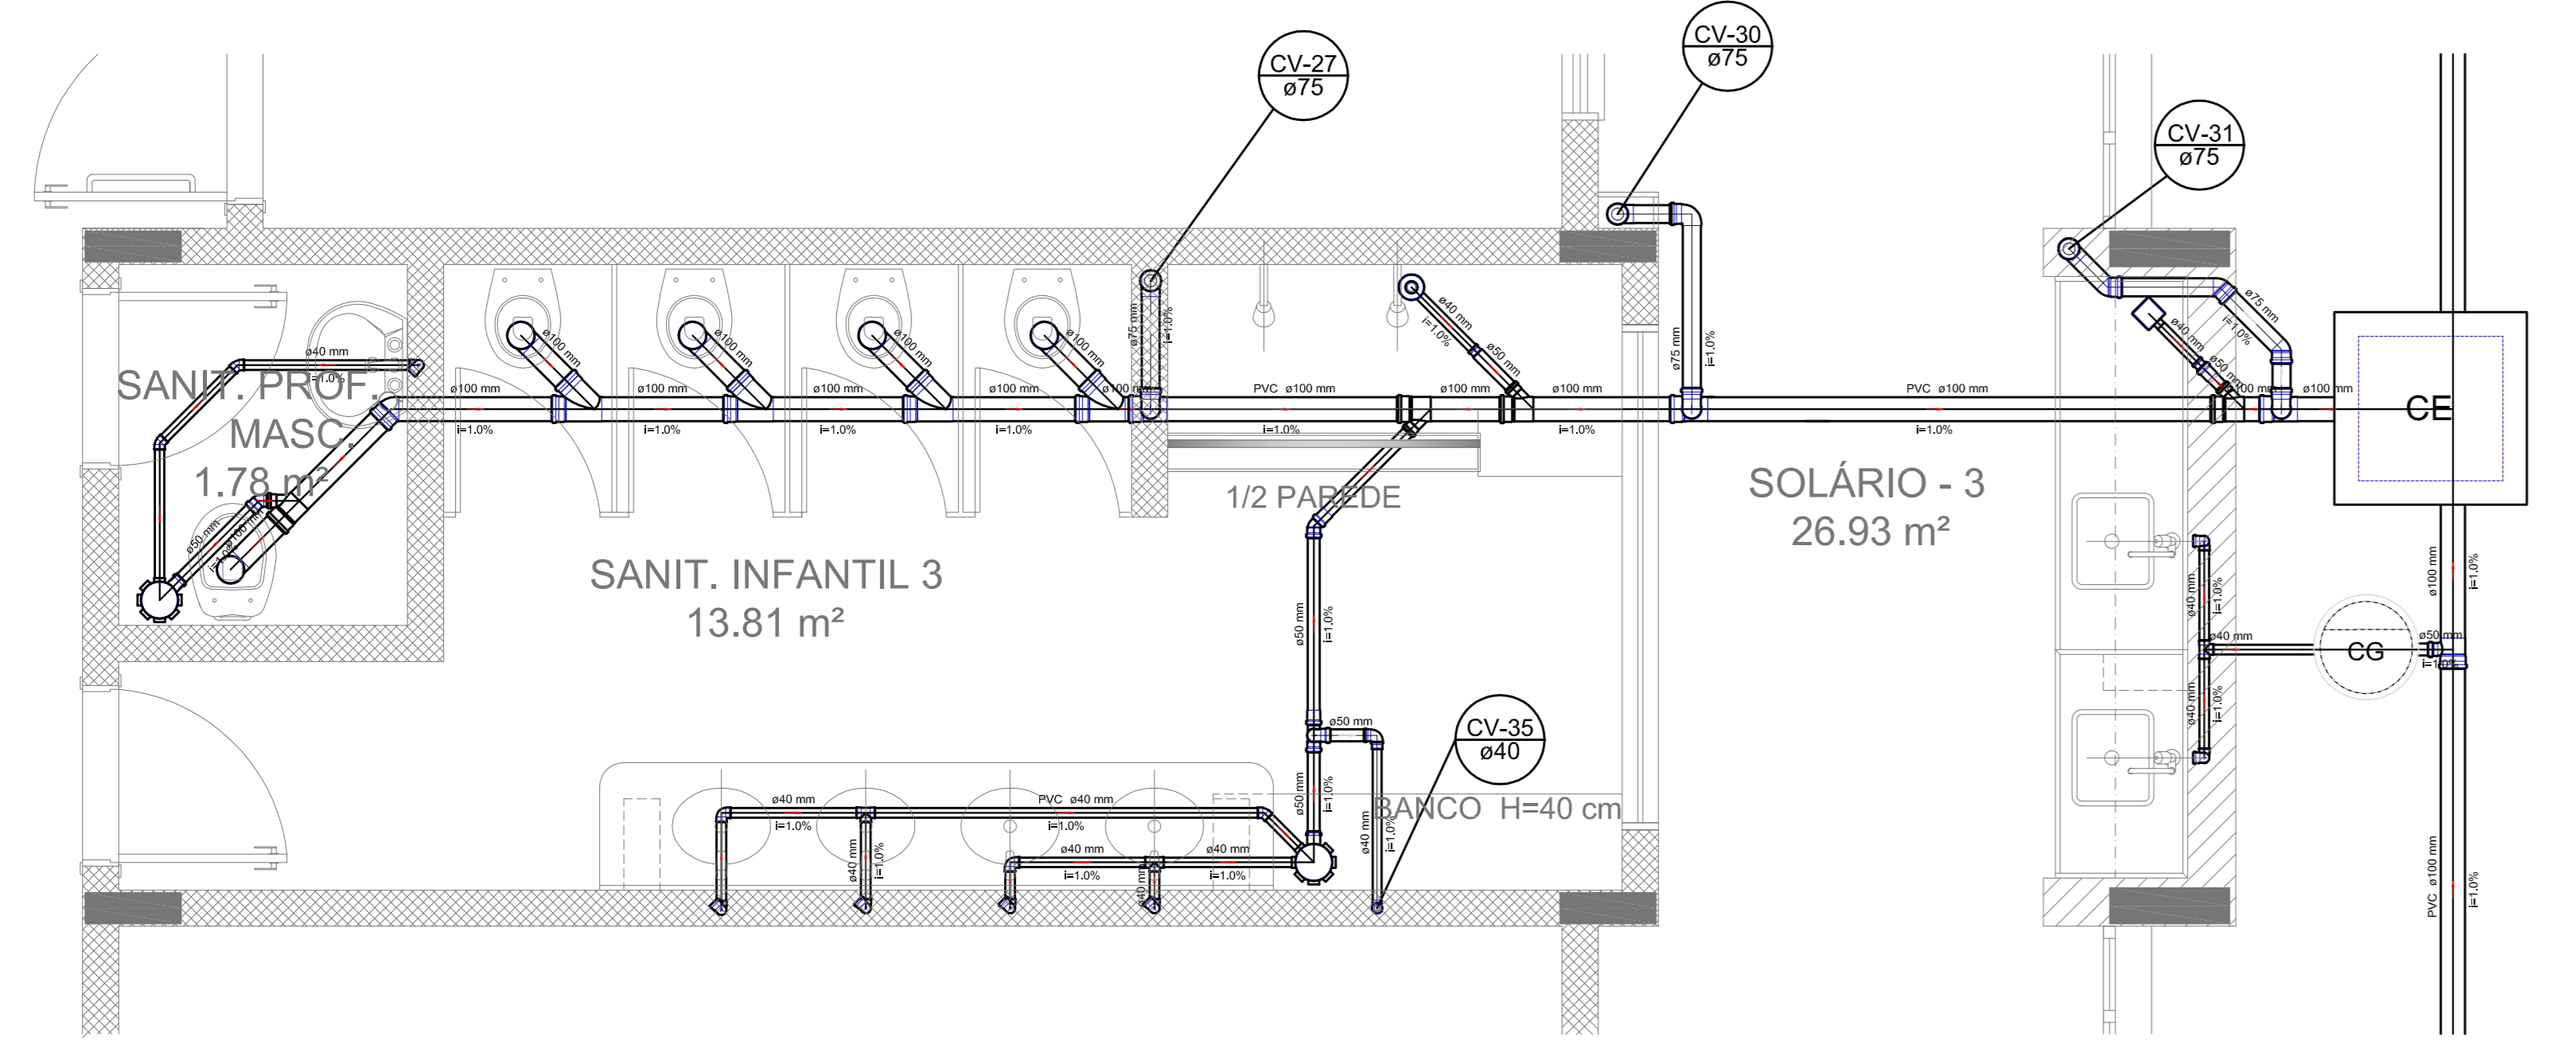 CV-27
ø75
CV-30
ø75
CV-31
ø75
ø40 mm
i=1.0%
SANIT. PROF.
MASC.
1.78 m²
ø50 mm
i=1.0%
ø100 mm
ø100 mm
ø100 mm
ø100 mm
ø100 mm
ø100 mm
i=1.0%
ø100 mm
i=1.0%
ø100 mm
i=1.0%
ø100 mm
i=1.0%
ø100 mm
ø75 mm
i=1.0%
PVC ø100 mm
i=1.0%
ø40 mm
i=1.0%
ø50 mm
ø100 mm
ø100 mm
i=1.0%
ø75 mm
i=1.0%
PVC ø100 mm
i=1.0%
ø75 mm
i=1.0%
ø40 mm
ø50 mm
ø100 mm
ø100 mm
CE
1/2 PAREDE
SOLÁRIO - 3
26.93 m²
SANIT. INFANTIL 3
13.81 m²
ø50 mm
i=1.0%
ø50 mm
CV-35
ø40
ø50 mm
i=1.0%
ø40 mm
i=1.0%
BANCO H=40 cm
ø40 mm
i=1.0%
PVC ø40 mm
i=1.0%
ø40 mm
i=1.0%
ø40 mm
i=1.0%
ø40 mm
i=1.0%
ø40 mm
ø40 mm
i=1.0%
ø40 mm
ø40 mm
i=1.0%
CG
ø50 mm
i=1.0%
ø100 mm
i=1.0%
PVC ø100 mm
i=1.0%